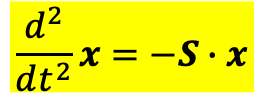 d²/dt² x = −S · x